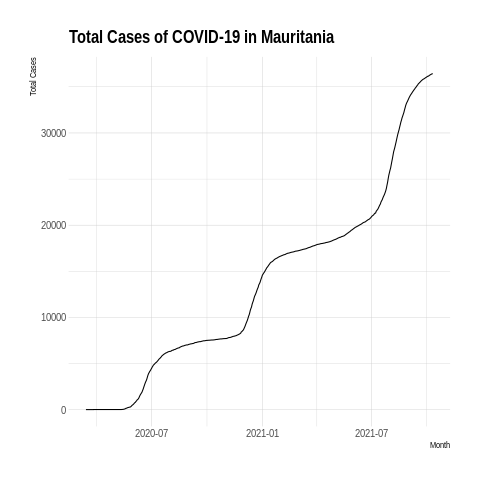 Total Cases of COVID-19 in Mauritania
Total Cases
30000
20000
10000
0
2020-07
2021-01
2021-07
Month